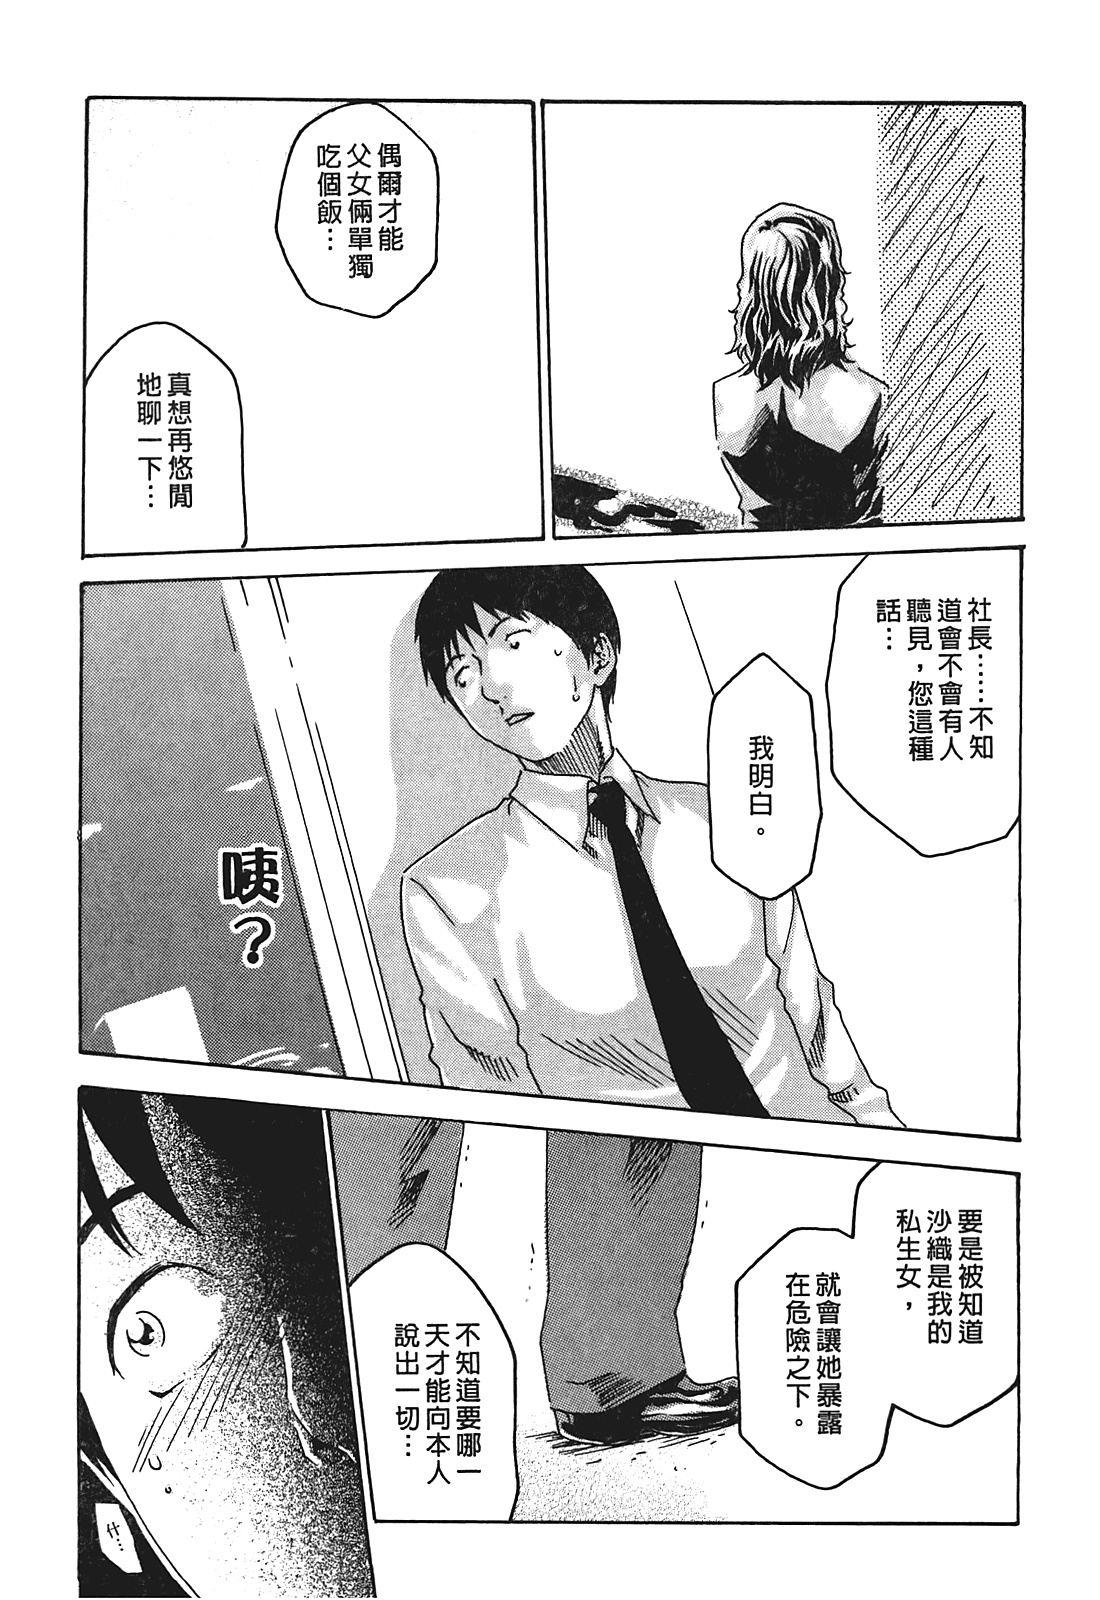 偶爾才能
父女倆單獨
吃個飯…
真想再悠閒
地聊一下…
社長……不知
道會不會有人
聽見，您這種
話…
我明白。
咦？
要是被知道
沙織是我的
私生女，
就會讓她暴露
在危險之下。
不知道要哪一
天才能向本人
說出一切…
什…